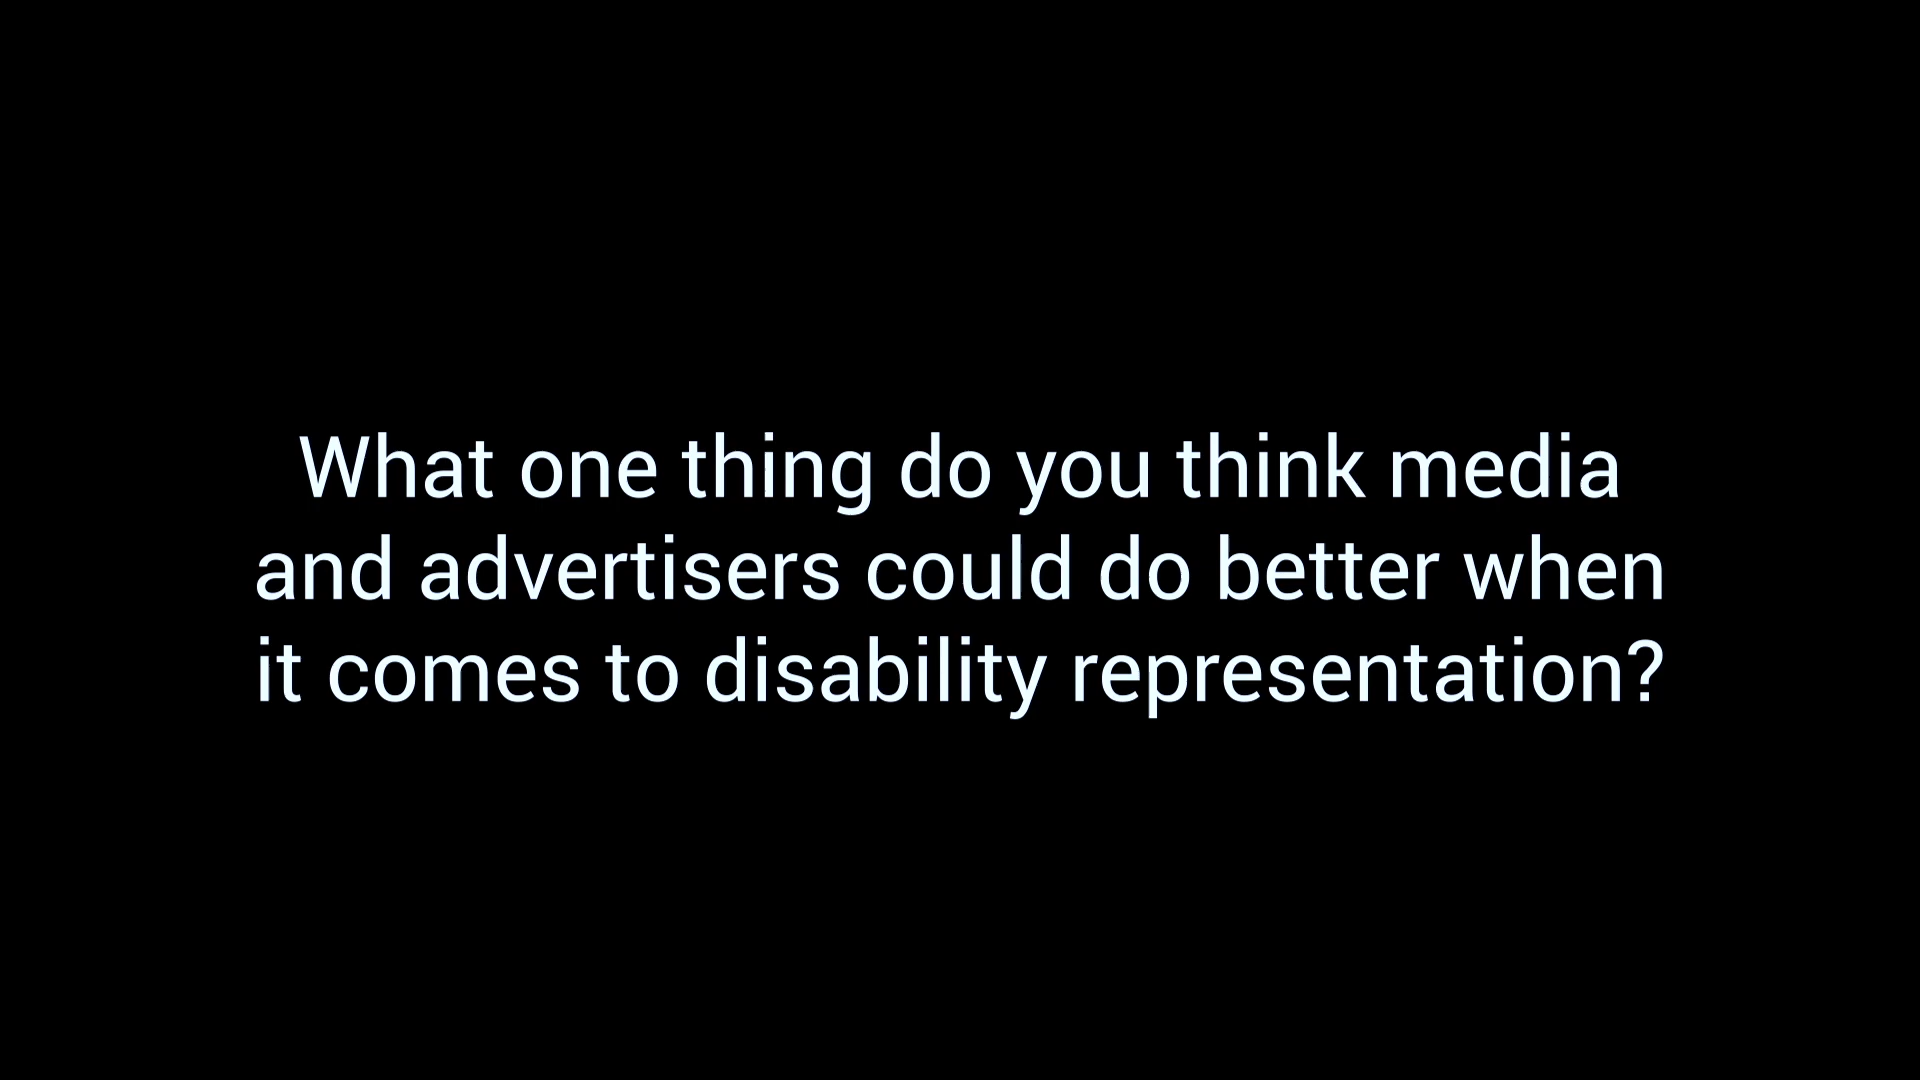 What one thing do you think media
and advertisers could do better when
it comes to disability representation?